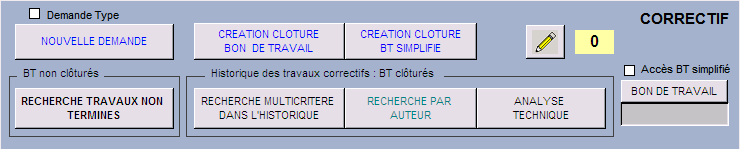 Demande Type
CORRECTIF
NOUVELLE DEMANDE
CREATION CLOTURE
BON DE TRAVAIL
CREATION CLOTURE
BT SIMPLIFIE
0
BT non clôturés
Historique des travaux correctifs : BT clôturés
Accès BT simplifié
RECHERCHE TRAVAUX NON
TERMINES
RECHERCHE MULTICRITERE
DANS L'HISTORIQUE
RECHERCHE PAR
AUTEUR
ANALYSE
TECHNIQUE
BON DE TRAVAIL